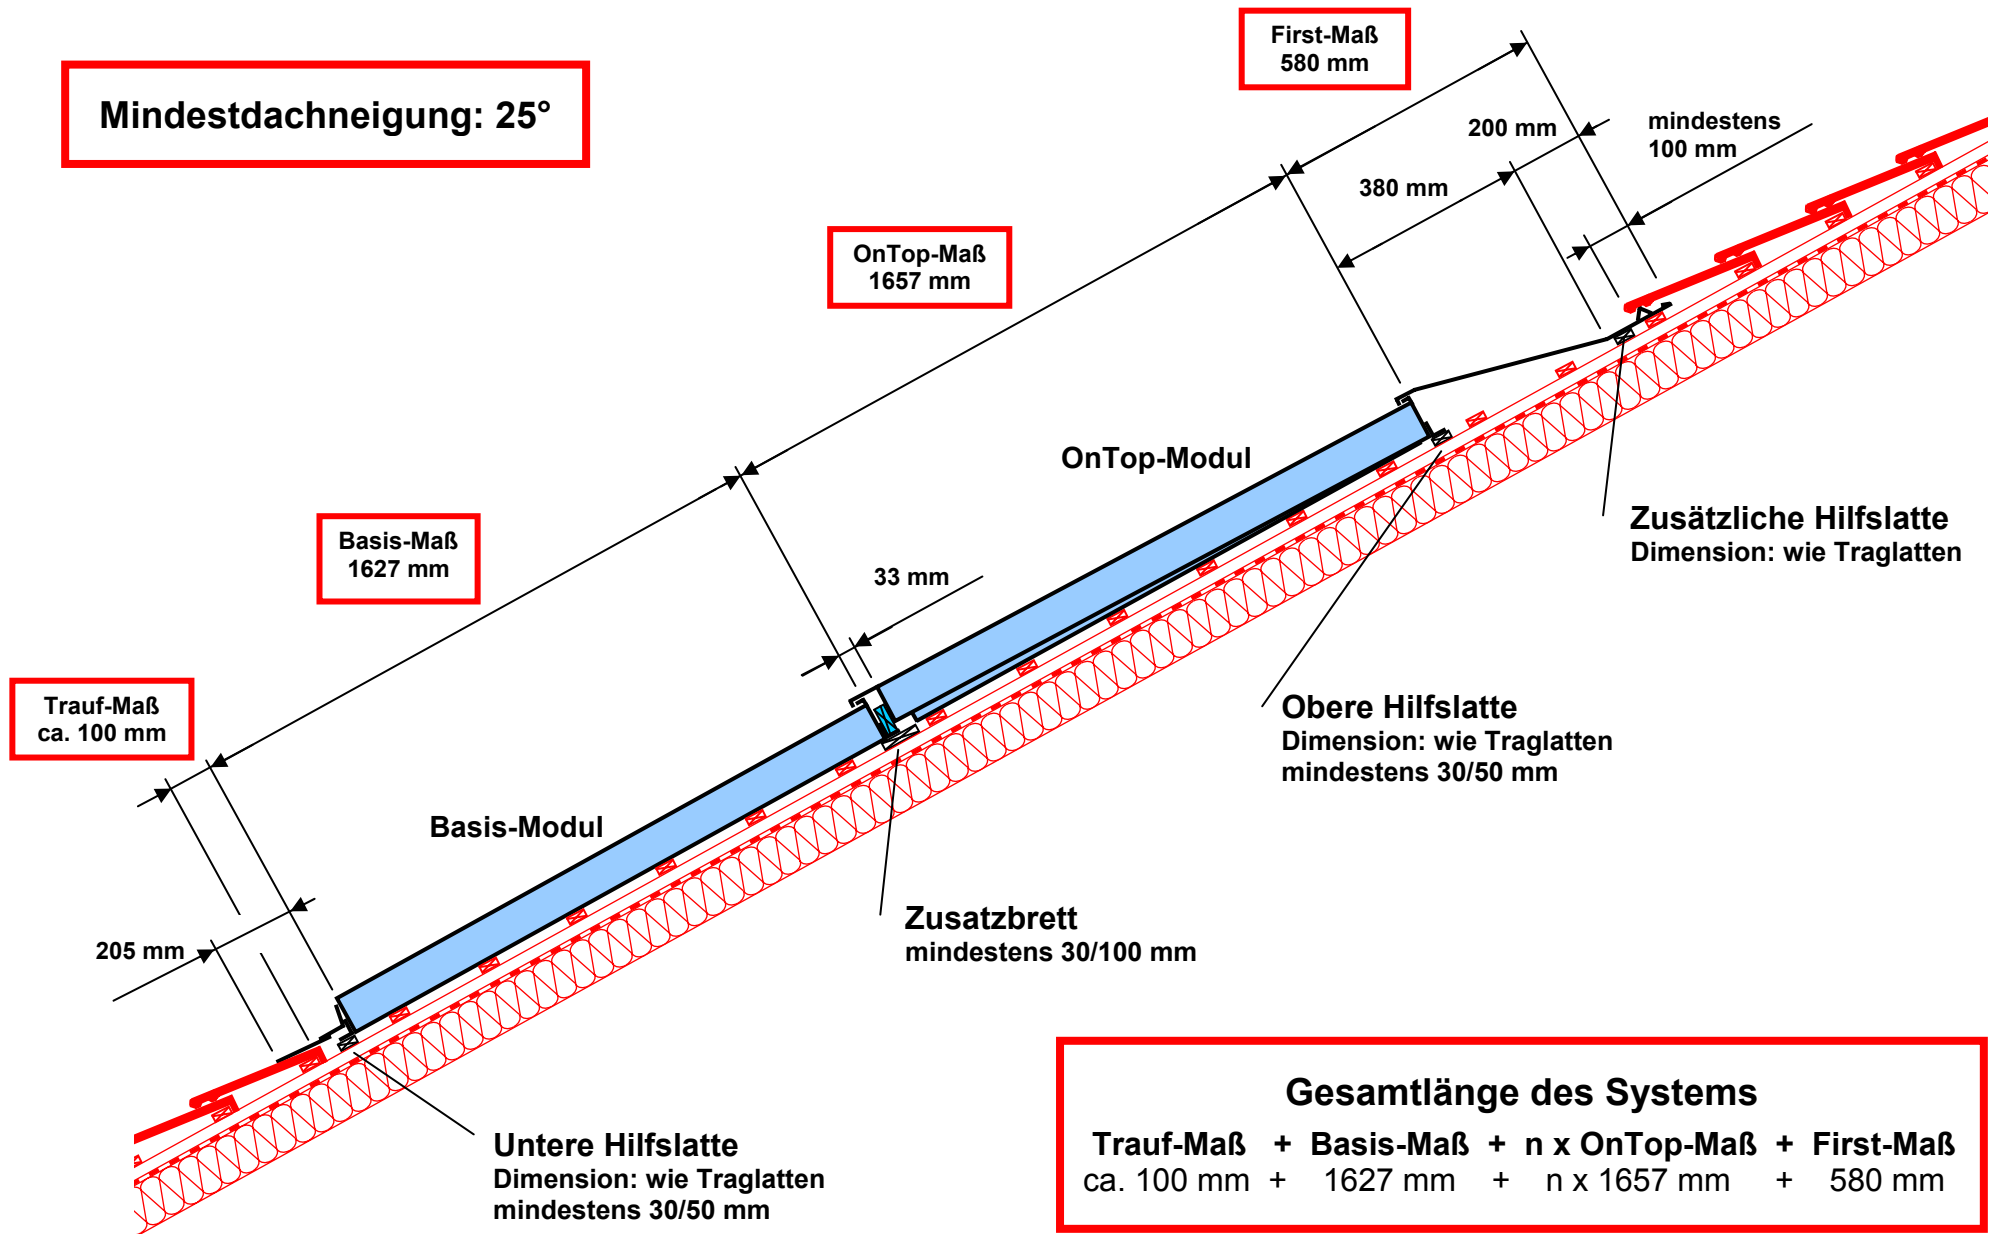 Mindestdachneigung: 25°
First-Maß
580 mm
200 mm
mindestens
100 mm
380 mm
OnTop-Maß
1657 mm
OnTop-Modul
Zusätzliche Hilfslatte
Dimension: wie Traglatten
Basis-Maß
1627 mm
33 mm
Trauf-Maß
ca. 100 mm
Obere Hilfslatte
Dimension: wie Traglatten
mindestens 30/50 mm
Basis-Modul
Zusatzbrett
mindestens 30/100 mm
205 mm
Untere Hilfslatte
Dimension: wie Traglatten
mindestens 30/50 mm
Gesamtlänge des Systems
Trauf-Maß + Basis-Maß + n x OnTop-Maß + First-Maß
ca. 100 mm + 1627 mm + n x 1657 mm + 580 mm